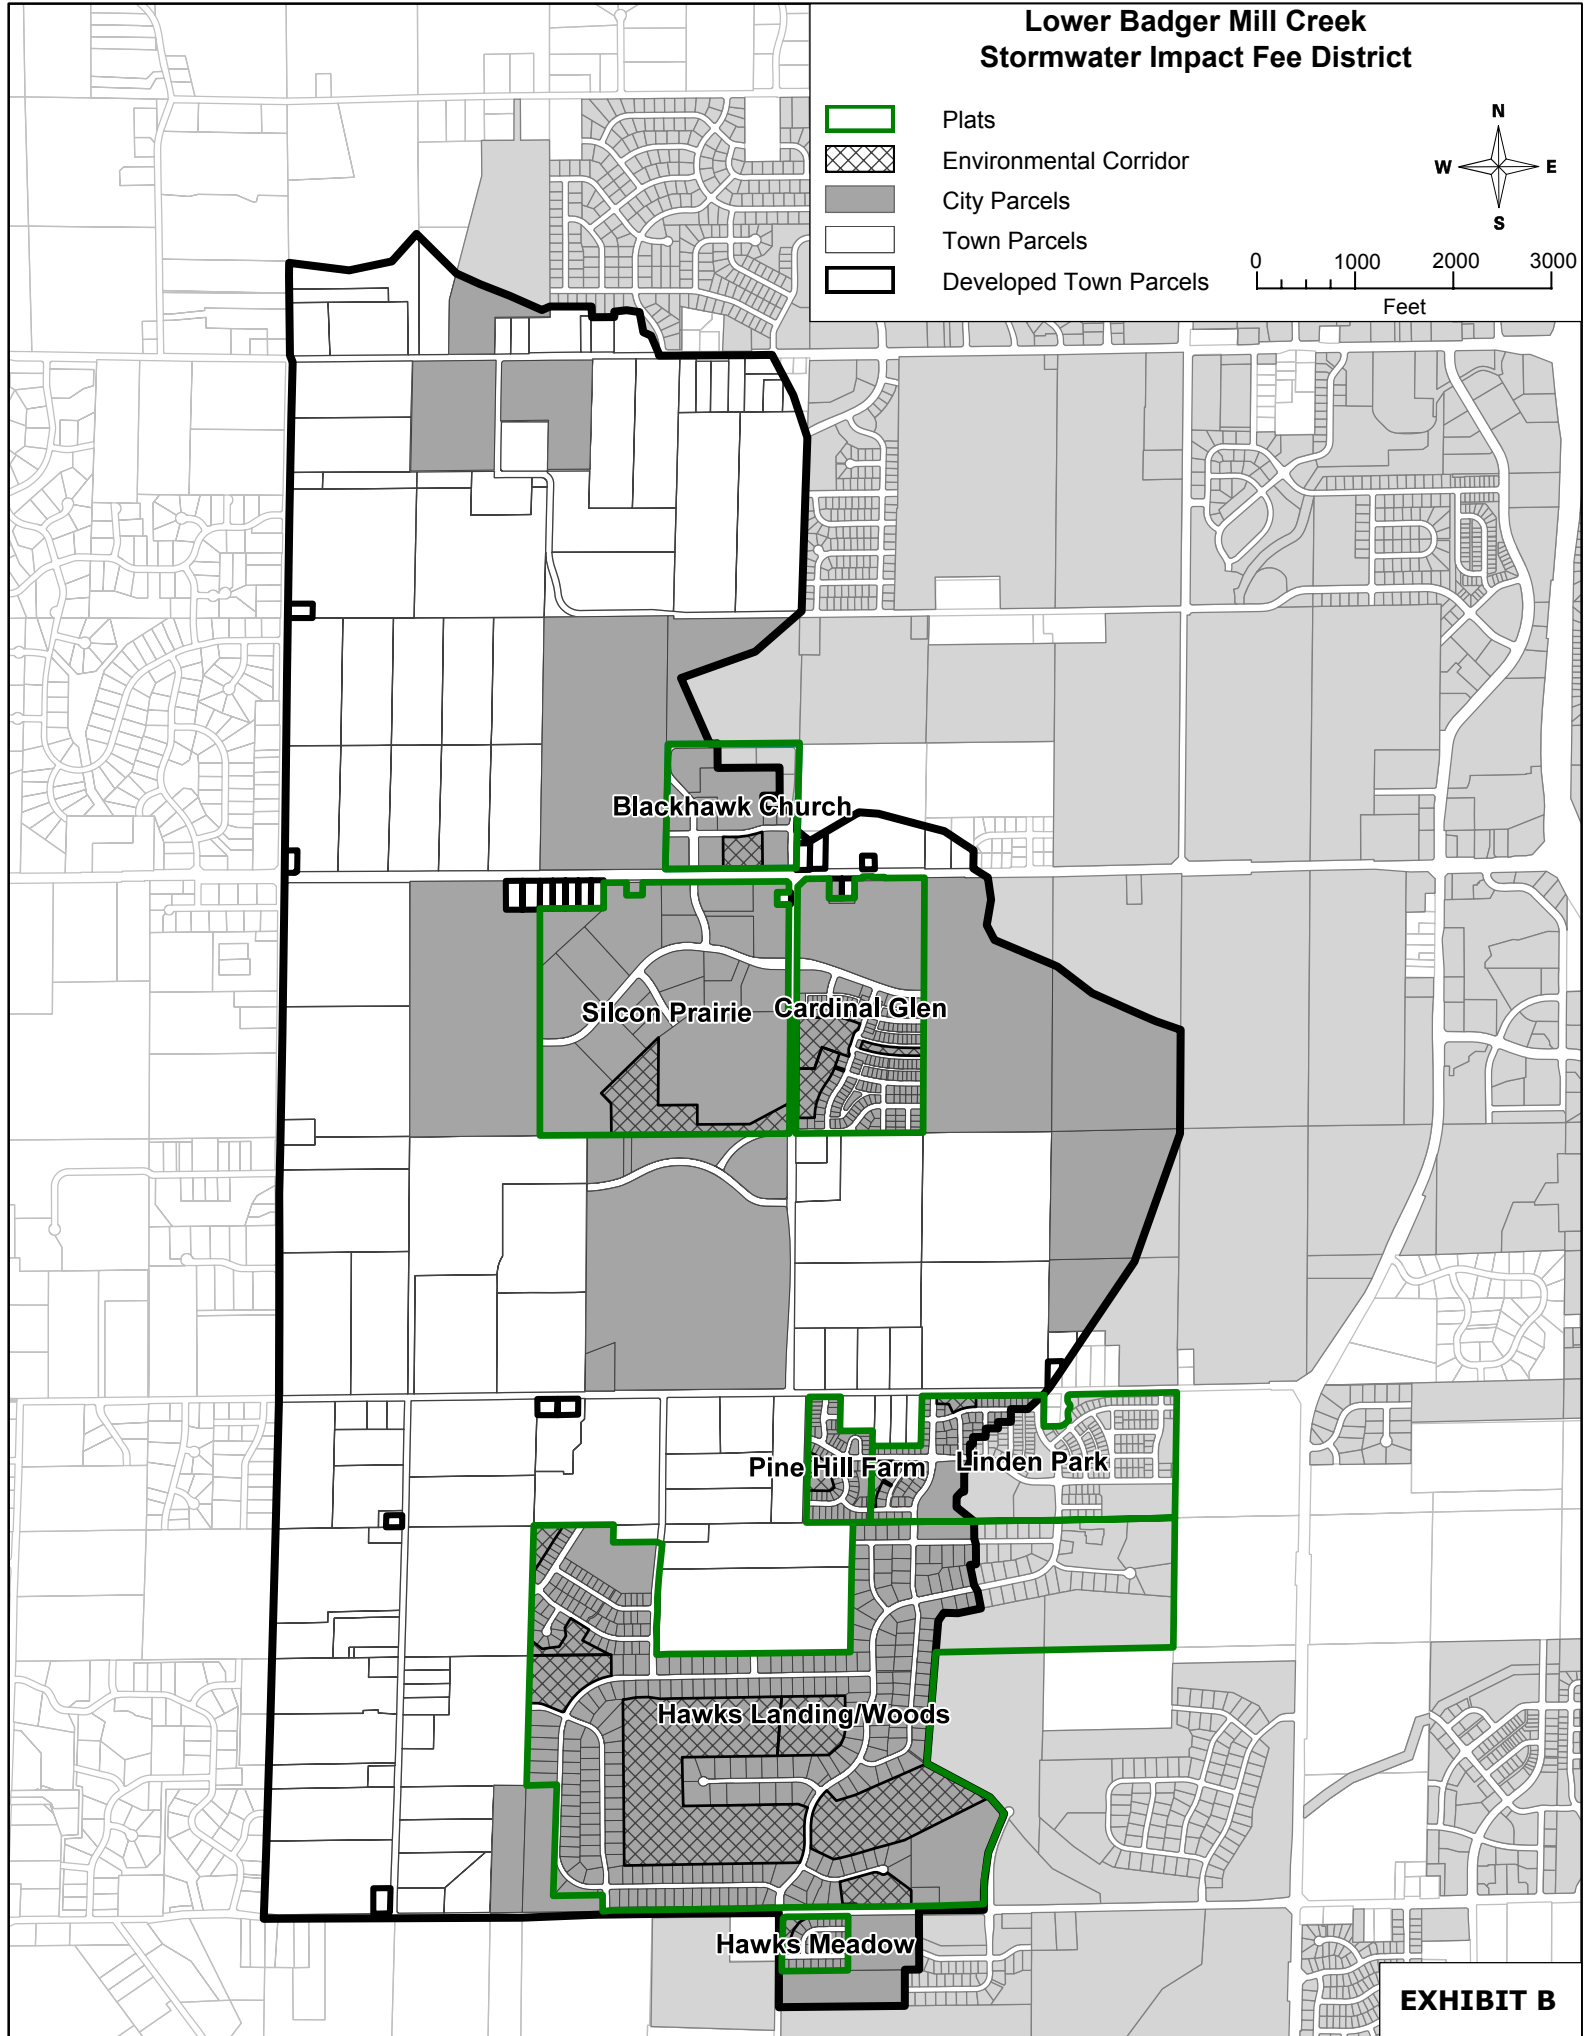 Lower Badger Mill Creek
Stormwater Impact Fee District
Plats
Environmental Corridor
City Parcels
Town Parcels
Developed Town Parcels
N
W E
S
0 1000 2000 3000
Feet
Blackhawk Church
Silcon Prairie
Cardinal Glen
Pine Hill Farm
Linden Park
Hawks Landing/Woods
Hawks Meadow
EXHIBIT B